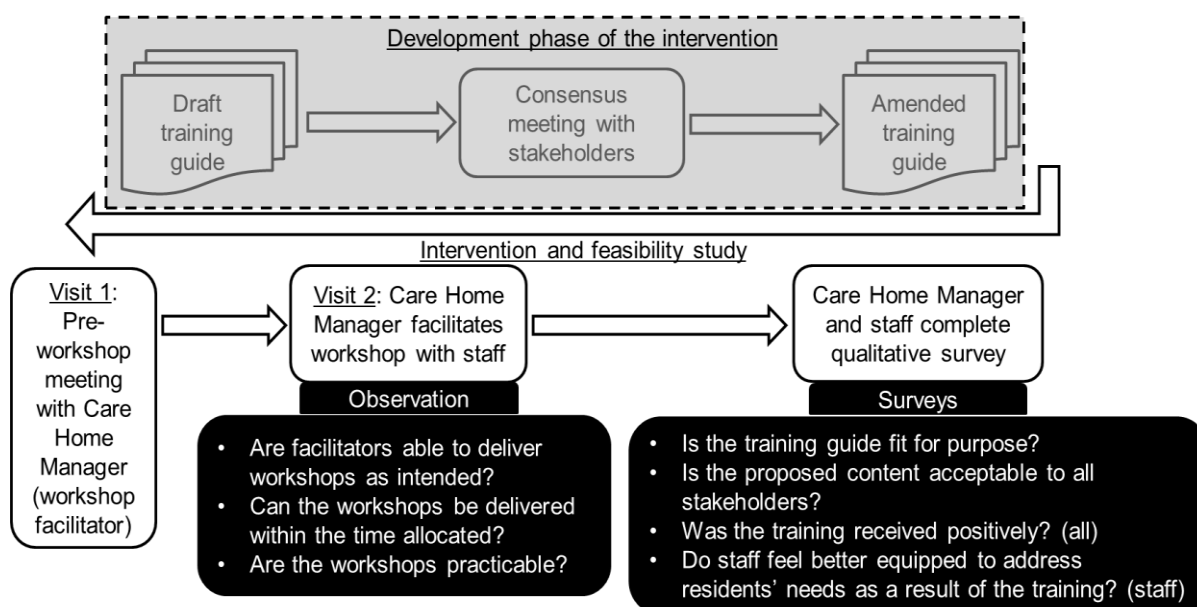 Development phase of the intervention
Draft
training
guide
Consensus
meeting with
stakeholders
Amended
training
guide
Intervention and feasibility study
Visit 1:
Pre-
workshop
meeting
with Care
Home
Manager
(workshop
facilitator)
Visit 2: Care Home
Manager facilitates
workshop with staff
Observation
• Are facilitators able to deliver
workshops as intended?
• Can the workshops be delivered
within the time allocated?
• Are the workshops practicable?
Care Home Manager
and staff complete
qualitative survey
Surveys
• Is the training guide fit for purpose?
• Is the proposed content acceptable to all
stakeholders?
• Was the training received positively? (all)
• Do staff feel better equipped to address
residents’ needs as a result of the training? (staff)